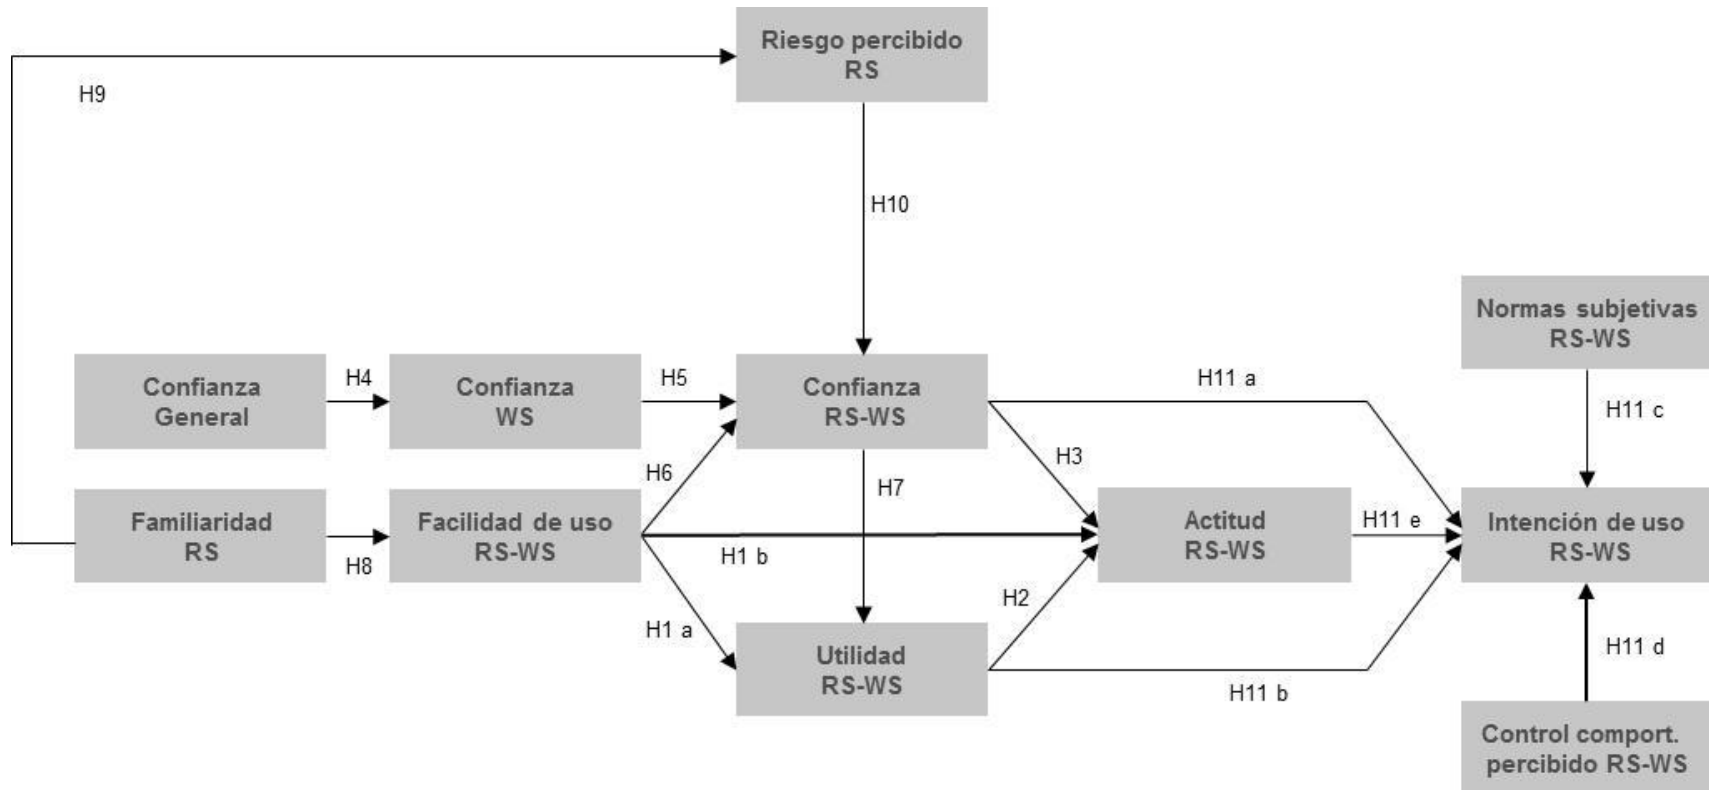 Riesgo percibido
RS
H9
H10
Normas subjetivas
RS-WS
Confianza
General
H4
Confianza
WS
H5
Confianza
RS-WS
H11 a
H11 c
H3
H6
H7
Familiaridad
RS
H8
Facilidad de uso
RS-WS
H1 b
Actitud
RS-WS
H11 e
Intención de uso
RS-WS
H2
H1 a
Utilidad
RS-WS
H11 b
H11 d
Control comport.
percibido RS-WS